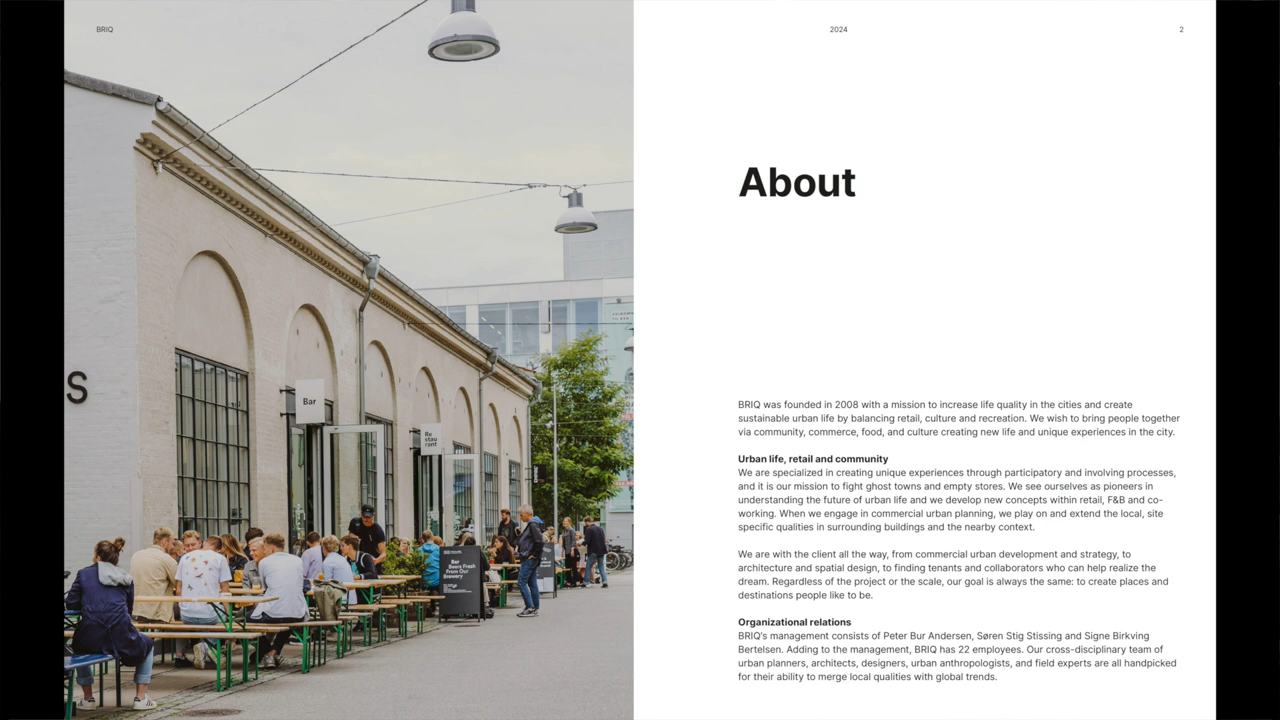 BRIQ
2024
2
S
Bar
Re
stau
rant
Bar
Beers Fresh
From Our
Brewery
About
BRIQ was founded in 2008 with a mission to increase life quality in the cities and create
sustainable urban life by balancing retail, culture and recreation. We wish to bring people together
via community, commerce, food, and culture creating new life and unique experiences in the city.
Urban life, retail and community
We are specialized in creating unique experiences through participatory and involving processes,
and it is our mission to fight ghost towns and empty stores. We see ourselves as pioneers in
understanding the future of urban life and we develop new concepts within retail, F&B and co-
working. When we engage in commercial urban planning, we play on and extend the local, site
specific qualities in surrounding buildings and the nearby context.
We are with the client all the way, from commercial urban development and strategy, to
architecture and spatial design, to finding tenants and collaborators who can help realize the
dream. Regardless of the project or the scale, our goal is always the same: to create places and
destinations people like to be.
Organizational relations
BRIQ's management consists of Peter Bur Andersen, Søren Stig Stissing and Signe Birkving
Bertelsen. Adding to the management, BRIQ has 22 employees. Our cross-disciplinary team of
urban planners, architects, designers, urban anthropologists, and field experts are all handpicked
for their ability to merge local qualities with global trends.